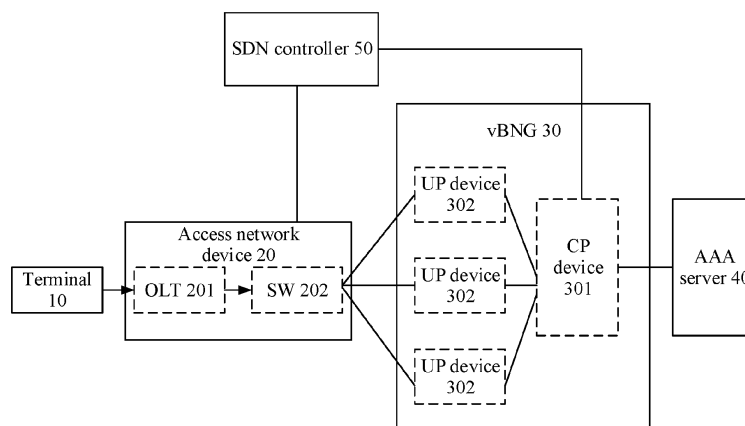 SDN controller 50
vBNG 30
UP device
302
Access network
device 20
Terminal
10
OLT 201
SW 202
UP device
302
CP
device
301
AAA
server 40
UP device
302